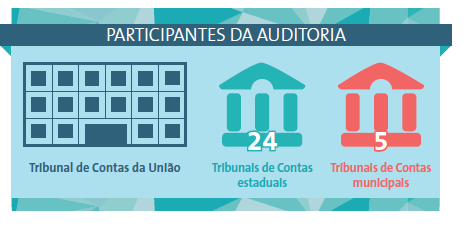 PARTICIPANTES DA AUDITORIA
24
5
Tribunal de Contas da União
Tribunais de Contas
estaduais
Tribunais de Contas
municipais